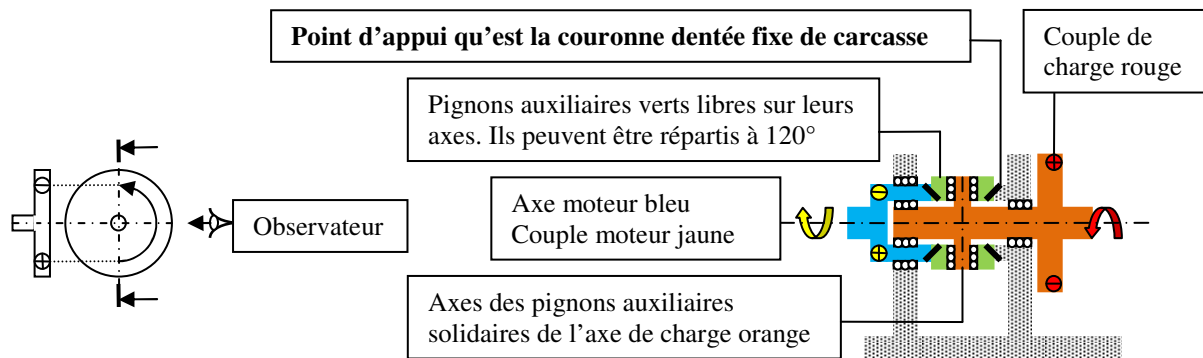 Point d’appui qu’est la couronne dentée fixe de carcasse
Couple de
charge rouge
Pignons auxiliaires verts libres sur leurs
axes. Ils peuvent être répartis à 120°
Observateur
Axe moteur bleu
Couple moteur jaune
Axes des pignons auxiliaires
solidaires de l’axe de charge orange